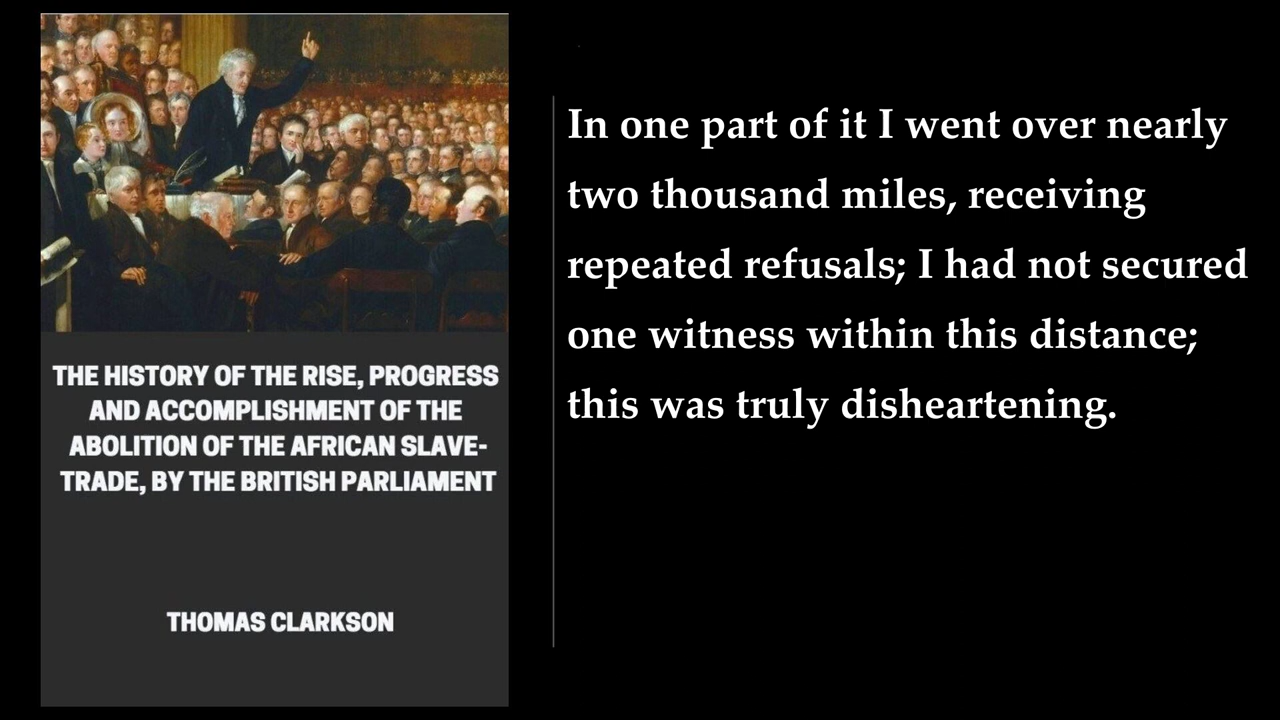 THE HISTORY OF THE RISE, PROGRESS
AND ACCOMPLISHMENT OF THE
ABOLITION OF THE AFRICAN SLAVE-
TRADE, BY THE BRITISH PARLIAMENT
THOMAS CLARKSON
In one part of it I went over nearly
two thousand miles, receiving
repeated refusals; I had not secured
one witness within this distance;
this was truly disheartening.